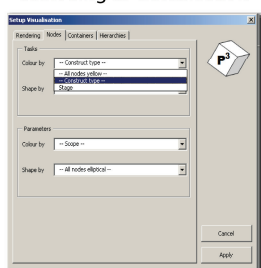 Setup Visualisation
Rendering Nodes Containers Hierarchies
Tasks
Colour by -- Construct type --
-- All nodes yellow --
-- Construct type --
Shape by Stage
Parameters
Colour by -- Scope --
Shape by -- All nodes elliptical --
P3
Cancel
Apply